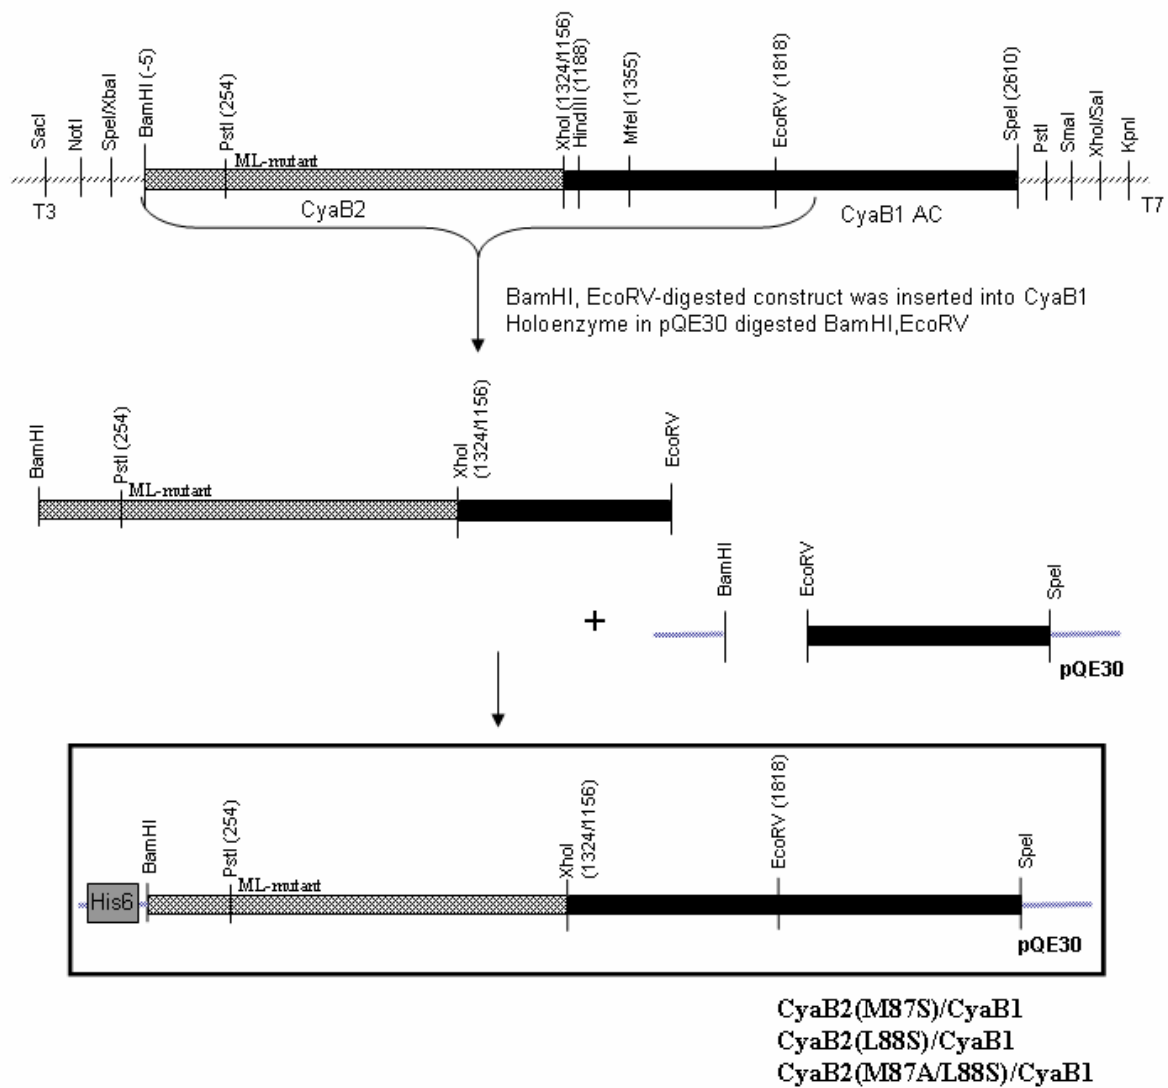 SacI
NotI
SpeI/XbaI
BamHI (-5)
PstI (254)
XhoI (1324/1156)
HindIII (1188)
MfeI (1355)
EcoRV (1818)
SpeI (2610)
PstI
SmaI
XhoI/SalI
KpnI
ML-mutant
T3
CyaB2
CyaB1 AC
T7
BamHI, EcoRV-digested construct was inserted into CyaB1
Holoenzyme in pQE30 digested BamHI,EcoRV
BamHI
PstI (254)
XhoI
(1324/1156)
EcoRV
ML-mutant
+
BamHI
EcoRV
SpeI
pQE30
BamHI
PstI (254)
XhoI
(1324/1156)
EcoRV (1818)
SpeI
ML-mutant
His6
pQE30
CyaB2(M87S)/CyaB1
CyaB2(L88S)/CyaB1
CyaB2(M87A/L88S)/CyaB1